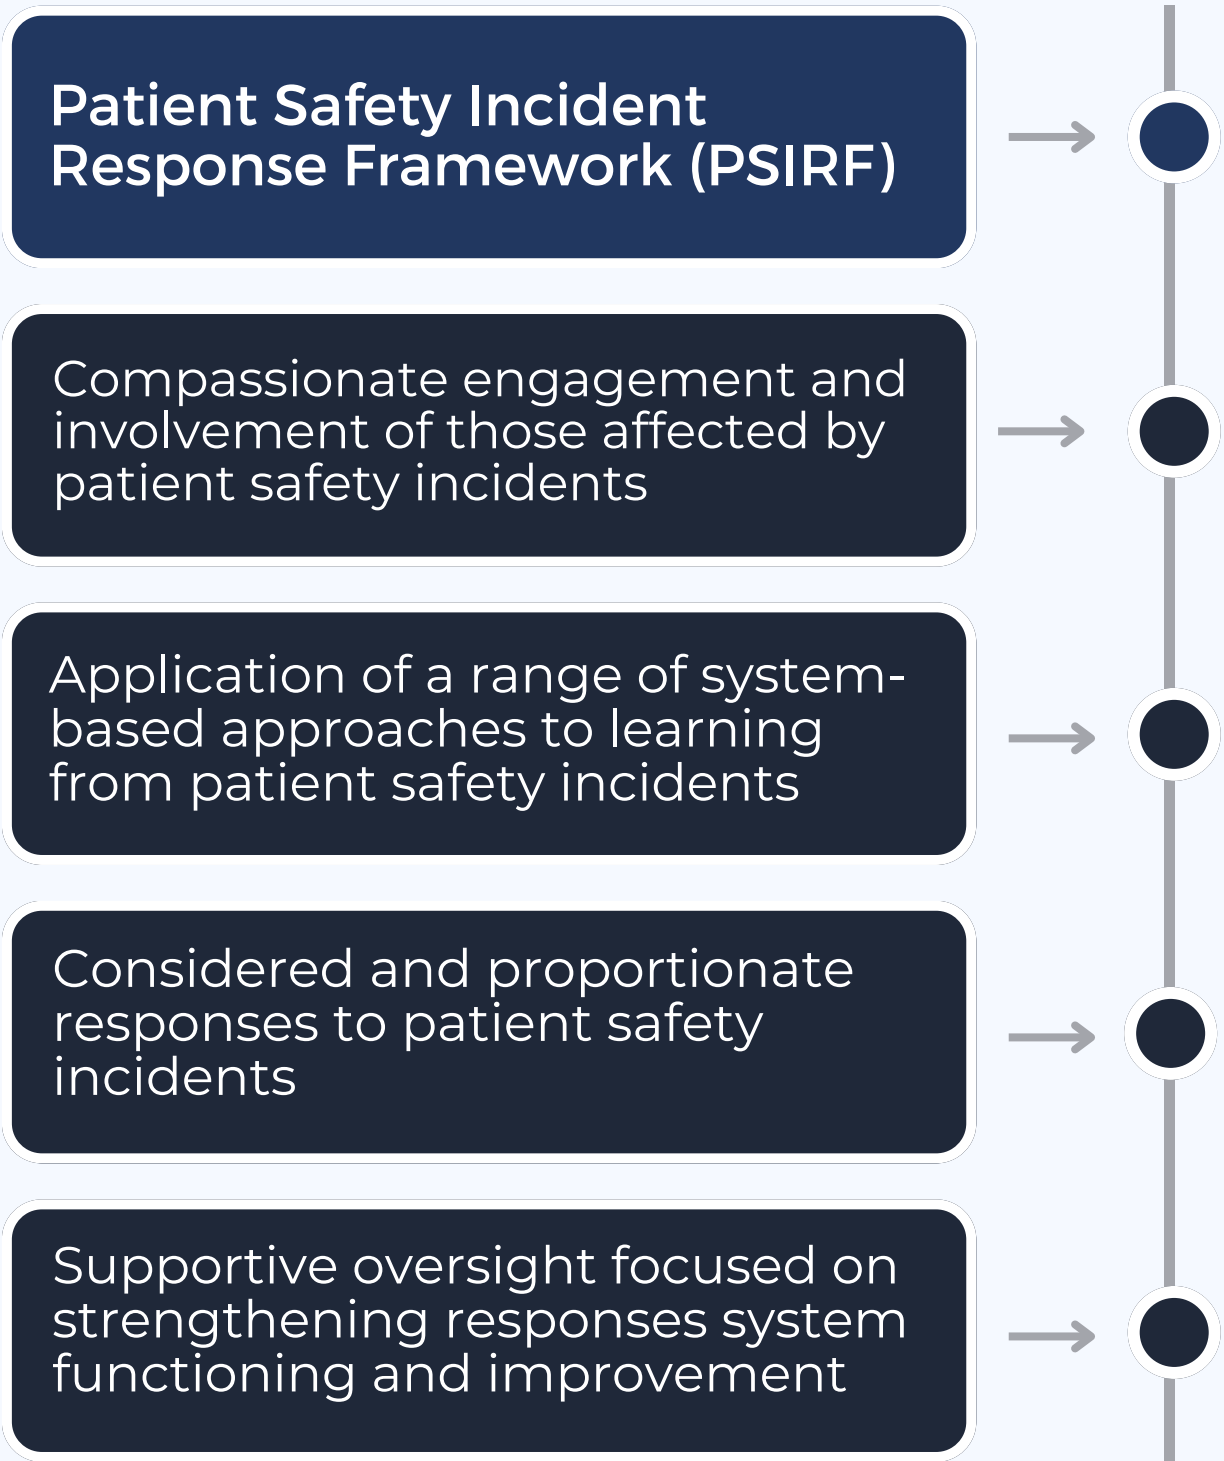 Patient Safety Incident
Response Framework (PSIRF)
Compassionate engagement and
involvement of those affected by
patient safety incidents
Application of a range of system-
based approaches to learning
from patient safety incidents
Considered and proportionate
responses to patient safety
incidents
Supportive oversight focused on
strengthening responses system
functioning and improvement